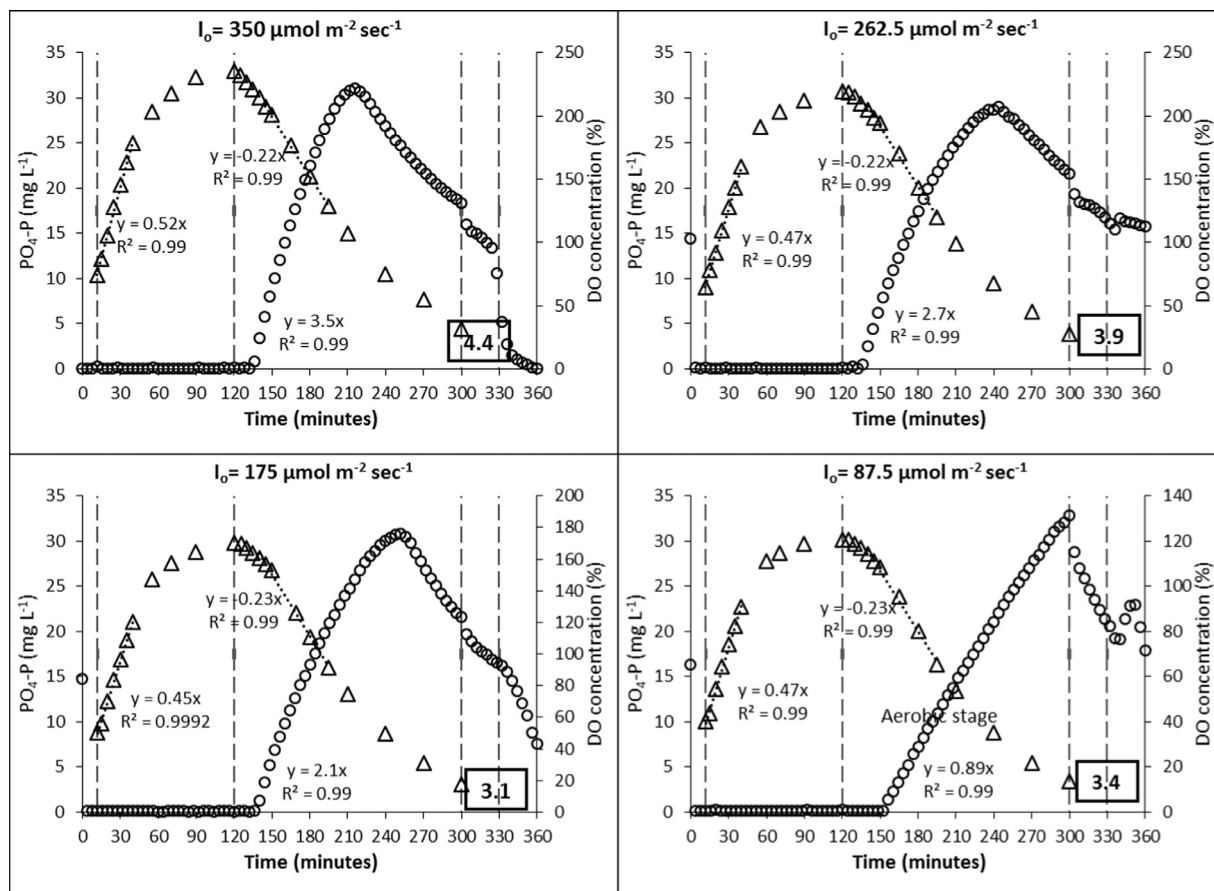 I₀= 350 µmol m⁻² sec⁻¹
35
30
25
20
15
10
5
0
PO₄-P (mg L⁻¹)
250
200
150
100
50
0
DO concentration (%)
y = -0.22x
R² = 0.99
y = 0.52x
R² = 0.99
y = 3.5x
R² = 0.99
4.4
0 30 60 90 120 150 180 210 240 270 300 330 360
Time (minutes)
I₀= 262.5 µmol m⁻² sec⁻¹
35
30
25
20
15
10
5
0
PO₄-P (mg L⁻¹)
250
200
150
100
50
0
DO concentration (%)
y = -0.22x
R² = 0.99
y = 0.47x
R² = 0.99
y = 2.7x
R² = 0.99
3.9
0 30 60 90 120 150 180 210 240 270 300 330 360
Time (minutes)
I₀= 175 µmol m⁻² sec⁻¹
35
30
25
20
15
10
5
0
PO₄-P (mg L⁻¹)
200
180
160
140
120
100
80
60
40
20
0
DO concentration (%)
y = -0.23x
R² = 0.99
y = 0.45x
R² = 0.9992
y = 2.1x
R² = 0.99
3.1
0 30 60 90 120 150 180 210 240 270 300 330 360
Time (minutes)
I₀= 87.5 µmol m⁻² sec⁻¹
35
30
25
20
15
10
5
0
PO₄-P (mg L⁻¹)
140
120
100
80
60
40
20
0
DO concentration (%)
y = -0.23x
R² = 0.99
y = 0.47x
R² = 0.99
Aerobic stage
y = 0.89x
R² = 0.99
3.4
0 30 60 90 120 150 180 210 240 270 300 330 360
Time (minutes)